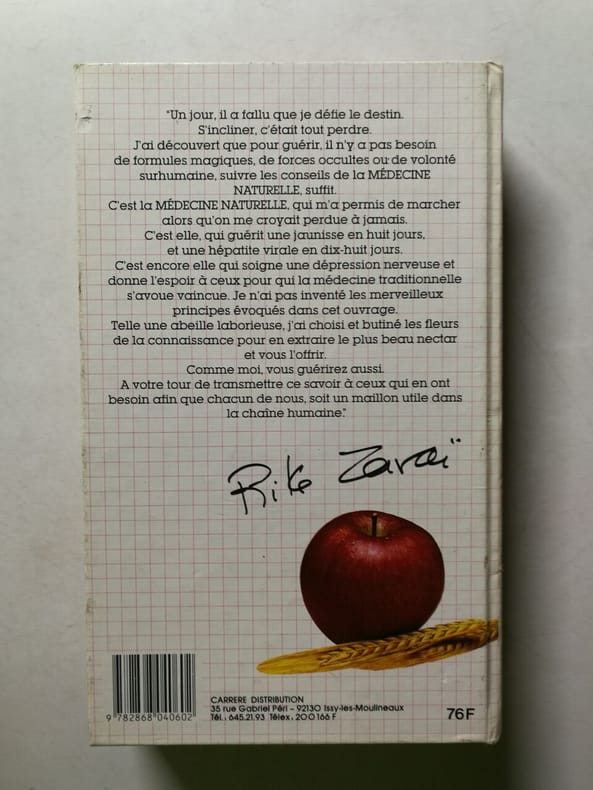 "Un jour, il a fallu que je défie le destin.
S'incliner, c'était tout perdre.
J'ai découvert que pour guérir, il n'y a pas besoin
de formules magiques, de forces occultes ou de volonté
surhumaine, suivre les conseils de la MÉDECINE
NATURELLE, suffit.
C'est la MÉDECINE NATURELLE, qui m'a permis de marcher
alors qu'on me croyait perdue à jamais.
C'est elle, qui guérit une jaunisse en huit jours,
et une hépatite virale en dix-huit jours.
C'est encore elle qui soigne une dépression nerveuse et
donne l'espoir à ceux pour qui la médecine traditionnelle
s'avoue vaincue. Je n'ai pas inventé les merveilleux
principes évoqués dans cet ouvrage.
Telle une abeille laborieuse, j'ai choisi et butiné les fleurs
de la connaissance pour en extraire le plus beau nectar
et vous l'offrir.
Comme moi, vous guérirez aussi.
A votre tour de transmettre ce savoir à ceux qui en ont
besoin afin que chacun de nous, soit un maillon utile dans
la chaîne humaine."
Rika Zaraï
9 782868 040602
CARRERE DISTRIBUTION
35 rue Gabriel Péri - 92130 Issy-les-Moulineaux
Tél. : 645.21.93 Télex. 200166 F
76F